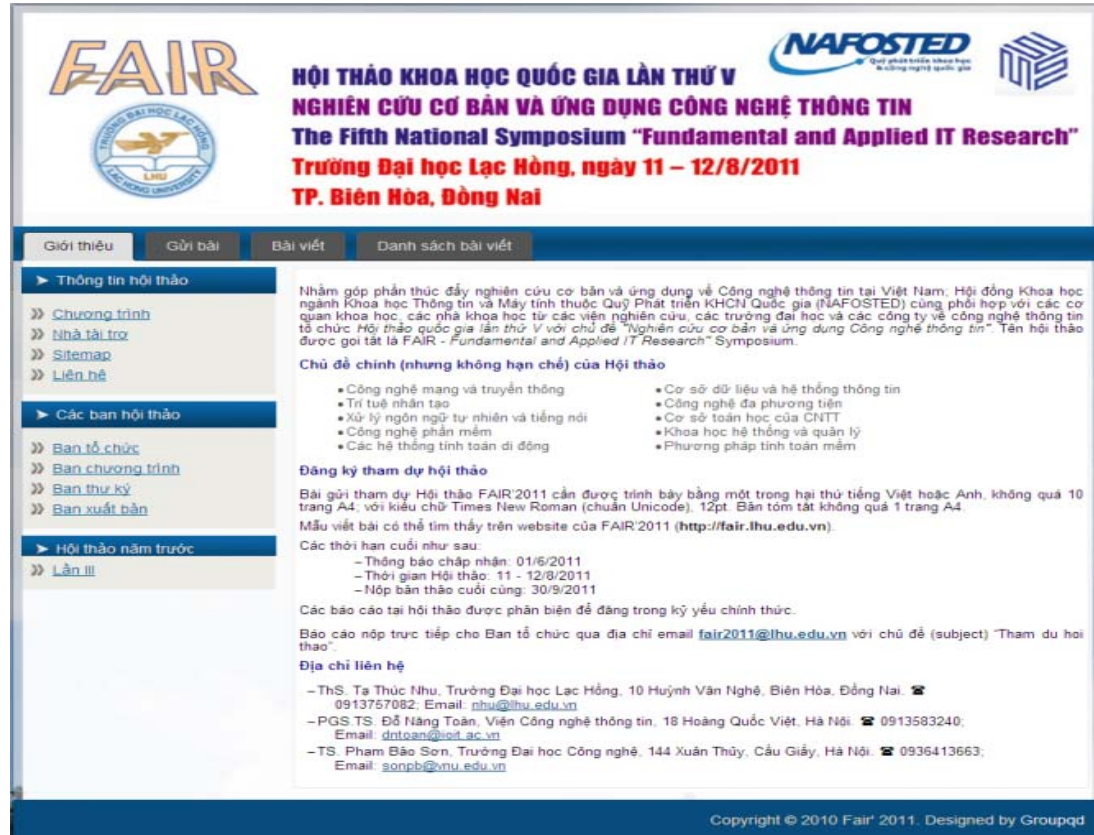 FAIR
TRƯỜNG ĐẠI HỌC LẠC HỒNG
LHU
LAC HONG UNIVERSITY
NAFOSTED
Quỹ phát triển khoa học
& công nghệ quốc gia
HỘI THẢO KHOA HỌC QUỐC GIA LẦN THỨ V
NGHIÊN CỨU CƠ BẢN VÀ ỨNG DỤNG CÔNG NGHỆ THÔNG TIN
The Fifth National Symposium “Fundamental and Applied IT Research”
Trường Đại học Lạc Hồng, ngày 11 – 12/8/2011
TP. Biên Hòa, Đồng Nai
Giới thiệu
Gửi bài
Bài viết
Danh sách bài viết
Thông tin hội thảo
Chương trình
Nhà tài trợ
Sitemap
Liên hệ
Các ban hội thảo
Ban tổ chức
Ban chương trình
Ban thư ký
Ban xuất bản
Hội thảo năm trước
Lần III
Nhằm góp phần thúc đẩy nghiên cứu cơ bản và ứng dụng về Công nghệ thông tin tại Việt Nam; Hội đồng Khoa học
ngành Khoa học Thông tin và Máy tính thuộc Quỹ Phát triển KHCN Quốc gia (NAFOSTED) cùng phối hợp với các cơ
quan khoa học, các nhà khoa học từ các viện nghiên cứu, các trường đại học và các công ty về công nghệ thông tin
tổ chức Hội thảo quốc gia lần thứ V với chủ đề "Nghiên cứu cơ bản và ứng dụng Công nghệ thông tin". Tên hội thảo
được gọi tắt là FAIR - Fundamental and Applied IT Research" Symposium.
Chủ đề chính (nhưng không hạn chế) của Hội thảo
▪ Công nghệ mạng và truyền thông
▪ Trí tuệ nhân tạo
▪ Xử lý ngôn ngữ tự nhiên và tiếng nói
▪ Công nghệ phần mềm
▪ Các hệ thống tính toán di động
▪ Cơ sở dữ liệu và hệ thống thông tin
▪ Công nghệ đa phương tiện
▪ Cơ sở toán học của CNTT
▪ Khoa học hệ thống và quản lý
▪ Phương pháp tính toán mềm
Đăng ký tham dự hội thảo
Bài gửi tham dự Hội thảo FAIR'2011 cần được trình bày bằng một trong hai thứ tiếng Việt hoặc Anh, không quá 10
trang A4; với kiểu chữ Times New Roman (chuẩn Unicode), 12pt. Bản tóm tắt không quá 1 trang A4.
Mẫu viết bài có thể tìm thấy trên website của FAIR'2011 (http://fair.lhu.edu.vn).
Các thời hạn cuối như sau:
– Thông báo chấp nhận: 01/6/2011
– Thời gian Hội thảo: 11 - 12/8/2011
– Nộp bản thảo cuối cùng: 30/9/2011
Các báo cáo tại hội thảo được phản biện để đăng trong kỷ yếu chính thức.
Báo cáo nộp trực tiếp cho Ban tổ chức qua địa chỉ email fair2011@lhu.edu.vn với chủ đề (subject) “Tham du hoi
thao”.
Địa chỉ liên hệ
– ThS. Tạ Thúc Nhu, Trường Đại học Lạc Hồng, 10 Huỳnh Văn Nghệ, Biên Hòa, Đồng Nai. ☎
0913757082; Email: nhu@lhu.edu.vn
– PGS.TS. Đỗ Năng Toàn, Viện Công nghệ thông tin, 18 Hoàng Quốc Việt, Hà Nội. ☎ 0913583240;
Email: dntoan@ioit.ac.vn
– TS. Phạm Bảo Sơn, Trường Đại học Công nghệ, 144 Xuân Thủy, Cầu Giấy, Hà Nội. ☎ 0936413663;
Email: sonpb@vnu.edu.vn
Copyright © 2010 Fair' 2011. Designed by Groupqd